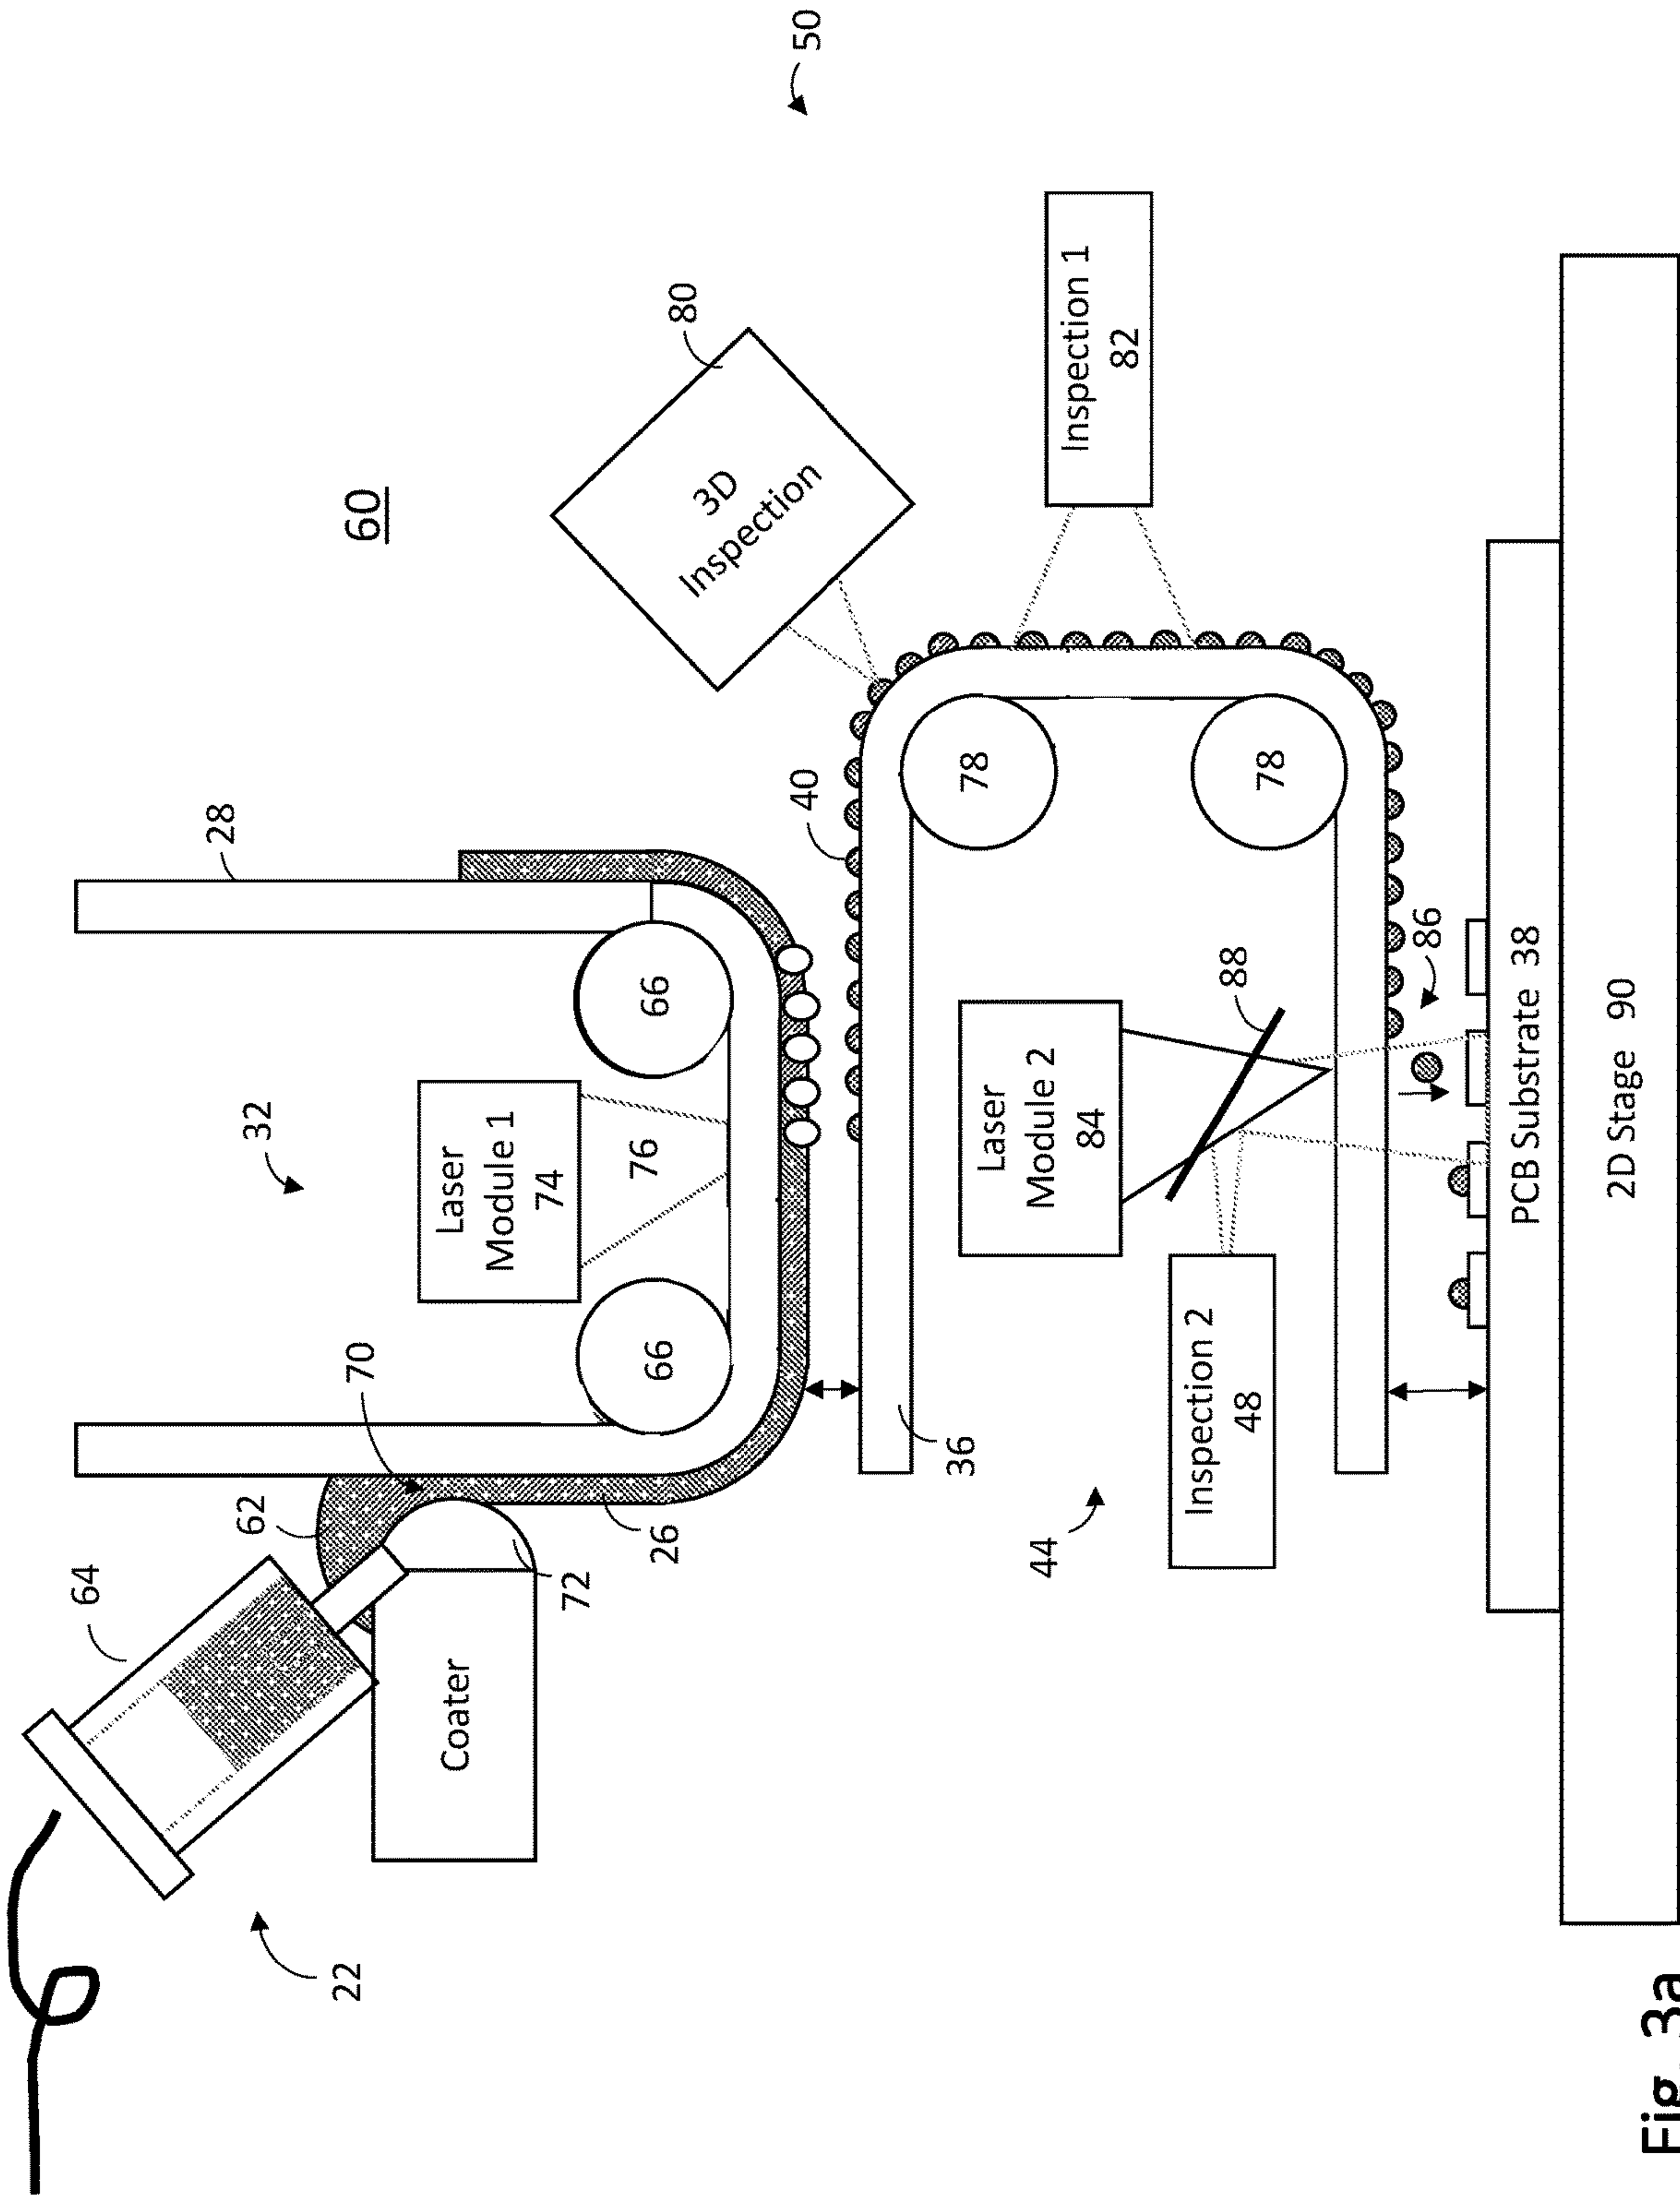 50
60
80
3D
Inspection
Inspection 1
82
28
40
78
78
32
66
66
Laser
Module 1
74
76
70
62
64
26
72
Coater
22
36
44
Laser
Module 2
84
88
86
Inspection 2
48
PCB Substrate 38
2D Stage 90
Fig. 3a